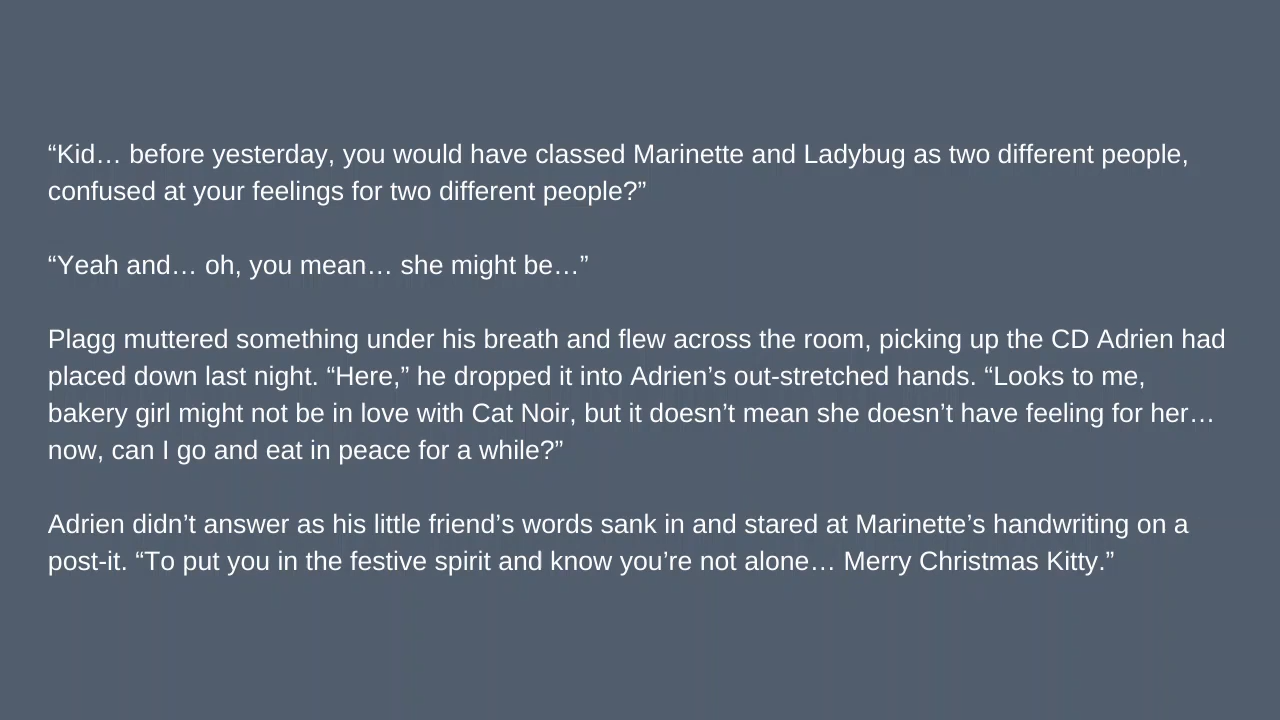 “Kid… before yesterday, you would have classed Marinette and Ladybug as two different people,
confused at your feelings for two different people?”
“Yeah and… oh, you mean… she might be…”
Plagg muttered something under his breath and flew across the room, picking up the CD Adrien had
placed down last night. “Here,” he dropped it into Adrien’s out-stretched hands. “Looks to me,
bakery girl might not be in love with Cat Noir, but it doesn’t mean she doesn’t have feeling for her…
now, can I go and eat in peace for a while?”
Adrien didn’t answer as his little friend’s words sank in and stared at Marinette’s handwriting on a
post-it. “To put you in the festive spirit and know you’re not alone… Merry Christmas Kitty.”